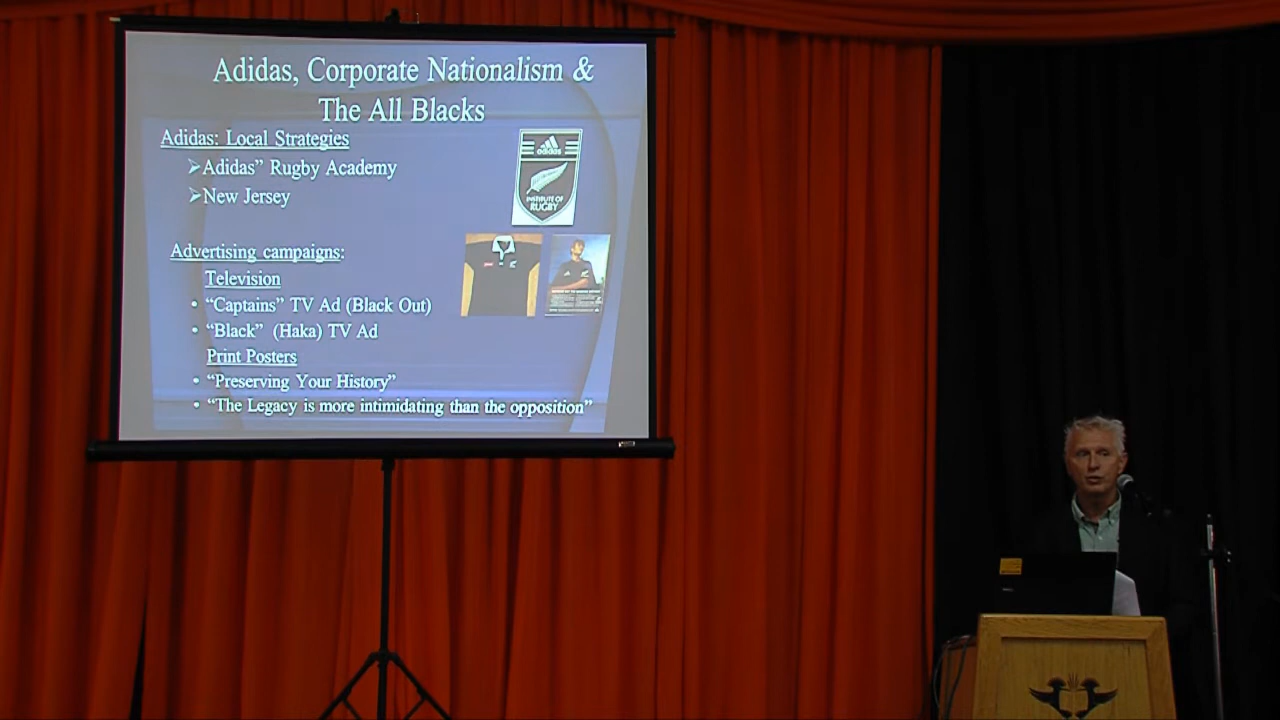 Adidas, Corporate Nationalism &
The All Blacks
Adidas: Local Strategies
➢Adidas” Rugby Academy
➢New Jersey
adidas
INSTITUTE OF
RUGBY
Advertising campaigns:
Television
• “Captains” TV Ad (Black Out)
• “Black” (Haka) TV Ad
Print Posters
• “Preserving Your History”
• “The Legacy is more intimidating than the opposition”